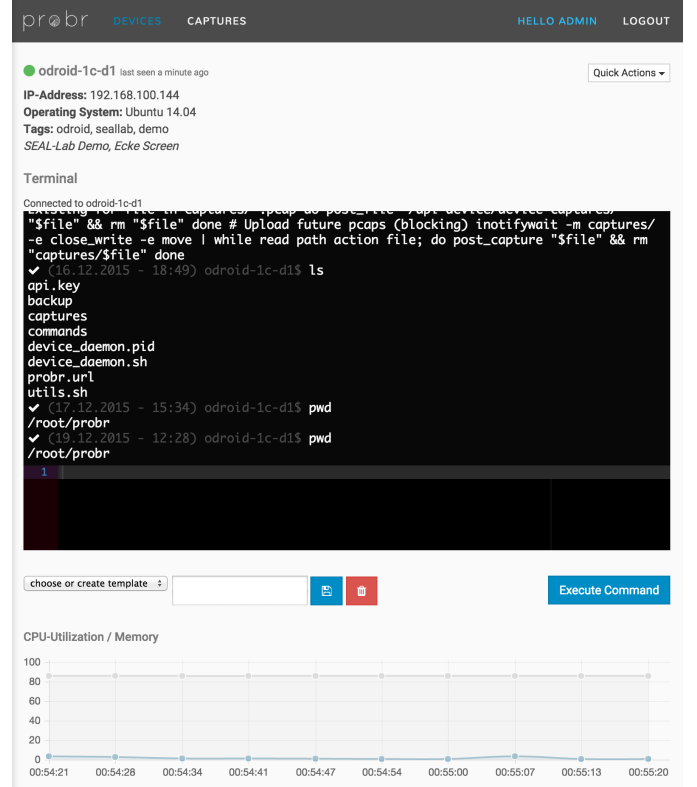 probr DEVICES CAPTURES HELLO ADMIN LOGOUT
odroid-1c-d1 last seen a minute ago
Quick Actions
IP-Address: 192.168.100.144
Operating System: Ubuntu 14.04
Tags: odroid, seallab, demo
SEAL-Lab Demo, Ecke Screen
Terminal
Connected to odroid-1c-d1
"$file" && rm "$file" done # Upload future pcaps (blocking) inotifywait -m captures/
-e close_write -e move | while read path action file; do post_capture "$file" && rm
"captures/$file" done
✔ (16.12.2015 - 18:49) odroid-1c-d1$ ls
api.key
backup
captures
commands
device_daemon.pid
device_daemon.sh
probr.url
utils.sh
✔ (17.12.2015 - 15:34) odroid-1c-d1$ pwd
/root/probr
✔ (19.12.2015 - 12:28) odroid-1c-d1$ pwd
/root/probr
1
choose or create template
Execute Command
CPU-Utilization / Memory
100
80
60
40
20
0
00:54:21 00:54:28 00:54:34 00:54:41 00:54:47 00:54:54 00:55:00 00:55:07 00:55:13 00:55:20